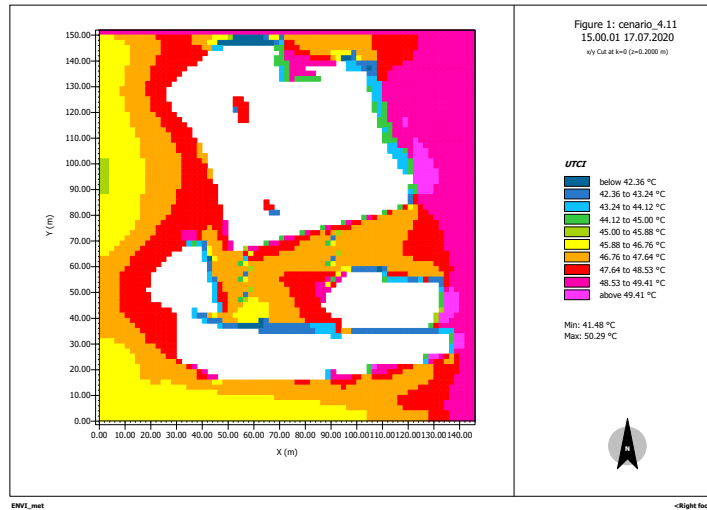 Figure 1: cenario_4.11
15.00.01 17.07.2020
x/y Cut at k=0 (z=0.2000 m)
150.00
140.00
130.00
120.00
110.00
100.00
90.00
80.00
70.00
60.00
50.00
40.00
30.00
20.00
10.00
0.00
Y (m)
0.00 10.00 20.00 30.00 40.00 50.00 60.00 70.00 80.00 90.00 100.00 110.00 120.00 130.00 140.00
X (m)
UTCI
below 42.36 °C
42.36 to 43.24 °C
43.24 to 44.12 °C
44.12 to 45.00 °C
45.00 to 45.88 °C
45.88 to 46.76 °C
46.76 to 47.64 °C
47.64 to 48.53 °C
48.53 to 49.41 °C
above 49.41 °C
Min: 41.48 °C
Max: 50.29 °C
N
ENVI_met
<Right foo